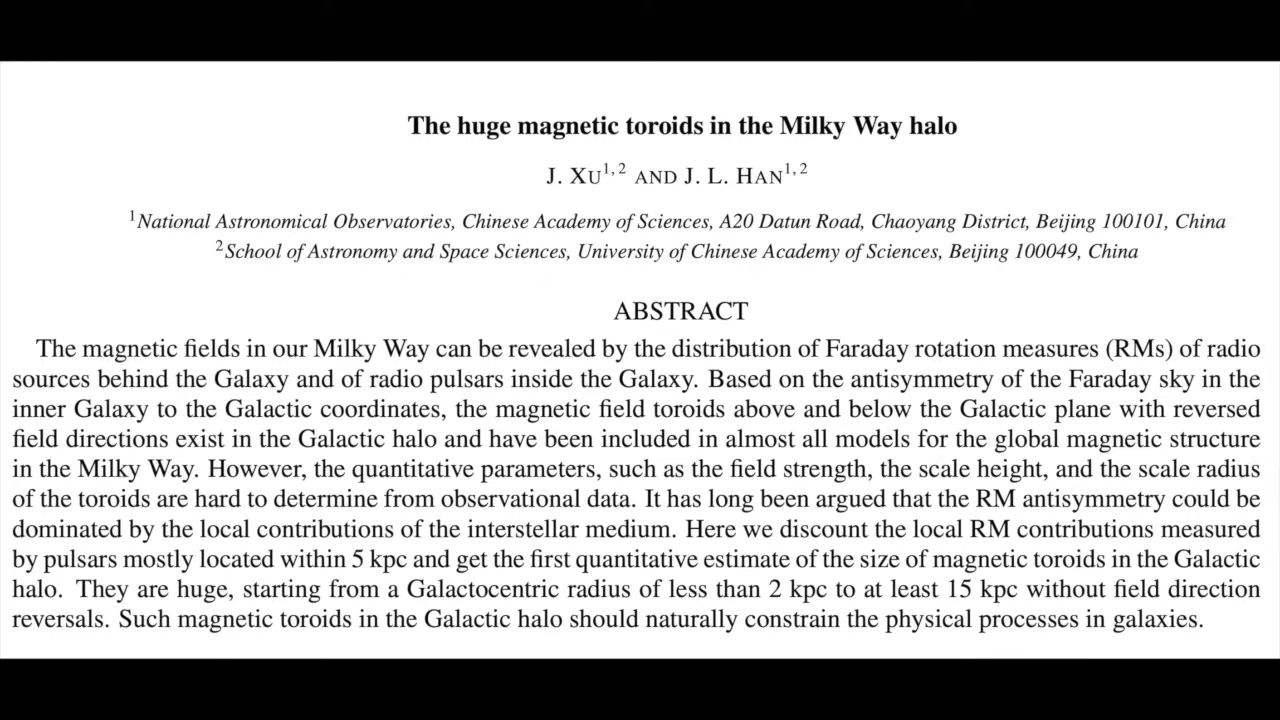 The huge magnetic toroids in the Milky Way halo
J. XU1,2 AND J. L. HAN1,2
1National Astronomical Observatories, Chinese Academy of Sciences, A20 Datun Road, Chaoyang District, Beijing 100101, China
2School of Astronomy and Space Sciences, University of Chinese Academy of Sciences, Beijing 100049, China
ABSTRACT
The magnetic fields in our Milky Way can be revealed by the distribution of Faraday rotation measures (RMs) of radio
sources behind the Galaxy and of radio pulsars inside the Galaxy. Based on the antisymmetry of the Faraday sky in the
inner Galaxy to the Galactic coordinates, the magnetic field toroids above and below the Galactic plane with reversed
field directions exist in the Galactic halo and have been included in almost all models for the global magnetic structure
in the Milky Way. However, the quantitative parameters, such as the field strength, the scale height, and the scale radius
of the toroids are hard to determine from observational data. It has long been argued that the RM antisymmetry could be
dominated by the local contributions of the interstellar medium. Here we discount the local RM contributions measured
by pulsars mostly located within 5 kpc and get the first quantitative estimate of the size of magnetic toroids in the Galactic
halo. They are huge, starting from a Galactocentric radius of less than 2 kpc to at least 15 kpc without field direction
reversals. Such magnetic toroids in the Galactic halo should naturally constrain the physical processes in galaxies.